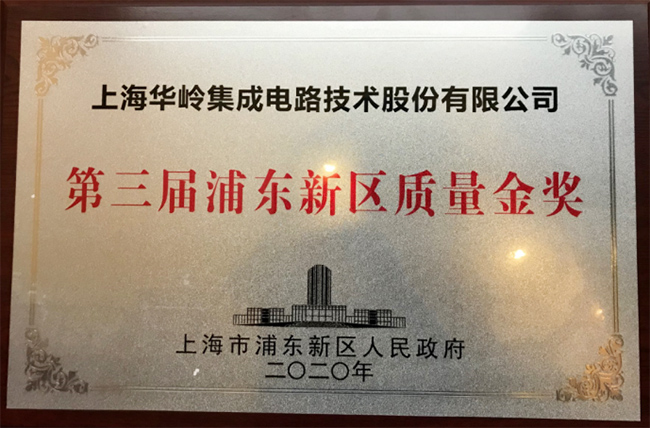 上海华岭集成电路技术股份有限公司
第三届浦东新区质量金奖
上海市浦东新区人民政府
二〇二〇年